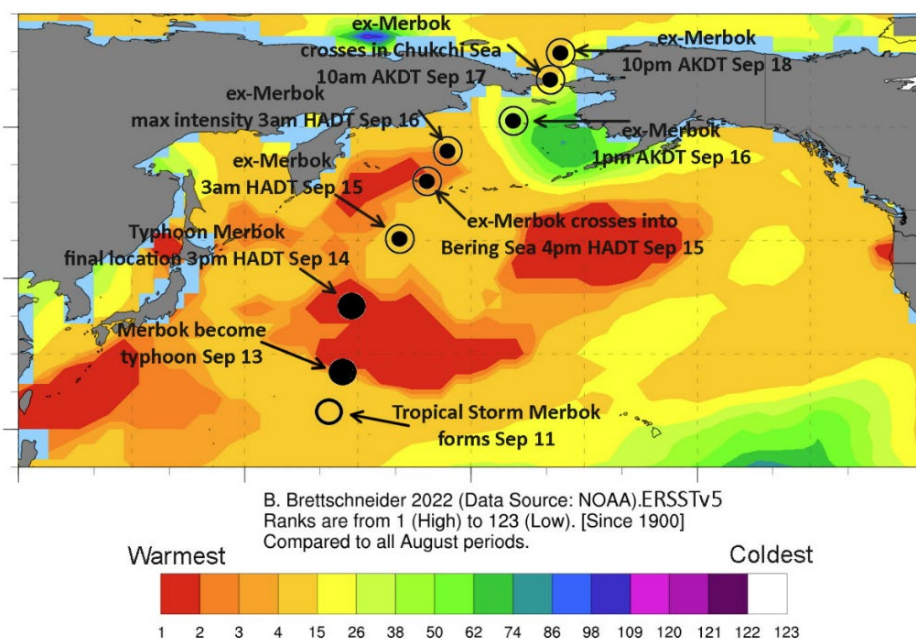 ex-Merbok
crosses in Chukchi Sea
10am AKDT Sep 17
ex-Merbok
10pm AKDT Sep 18
ex-Merbok
max intensity 3am HADT Sep 16
ex-Merbok
1pm AKDT Sep 16
ex-Merbok
3am HADT Sep 15
ex-Merbok crosses into
Bering Sea 4pm HADT Sep 15
Typhoon Merbok
final location 3pm HADT Sep 14
Merbok become
typhoon Sep 13
Tropical Storm Merbok
forms Sep 11
B. Brettschneider 2022 (Data Source: NOAA).ERSSTv5
Ranks are from 1 (High) to 123 (Low). [Since 1900]
Compared to all August periods.
Warmest Coldest
1 2 3 4 15 26 38 50 62 74 86 98 109 120 121 122 123